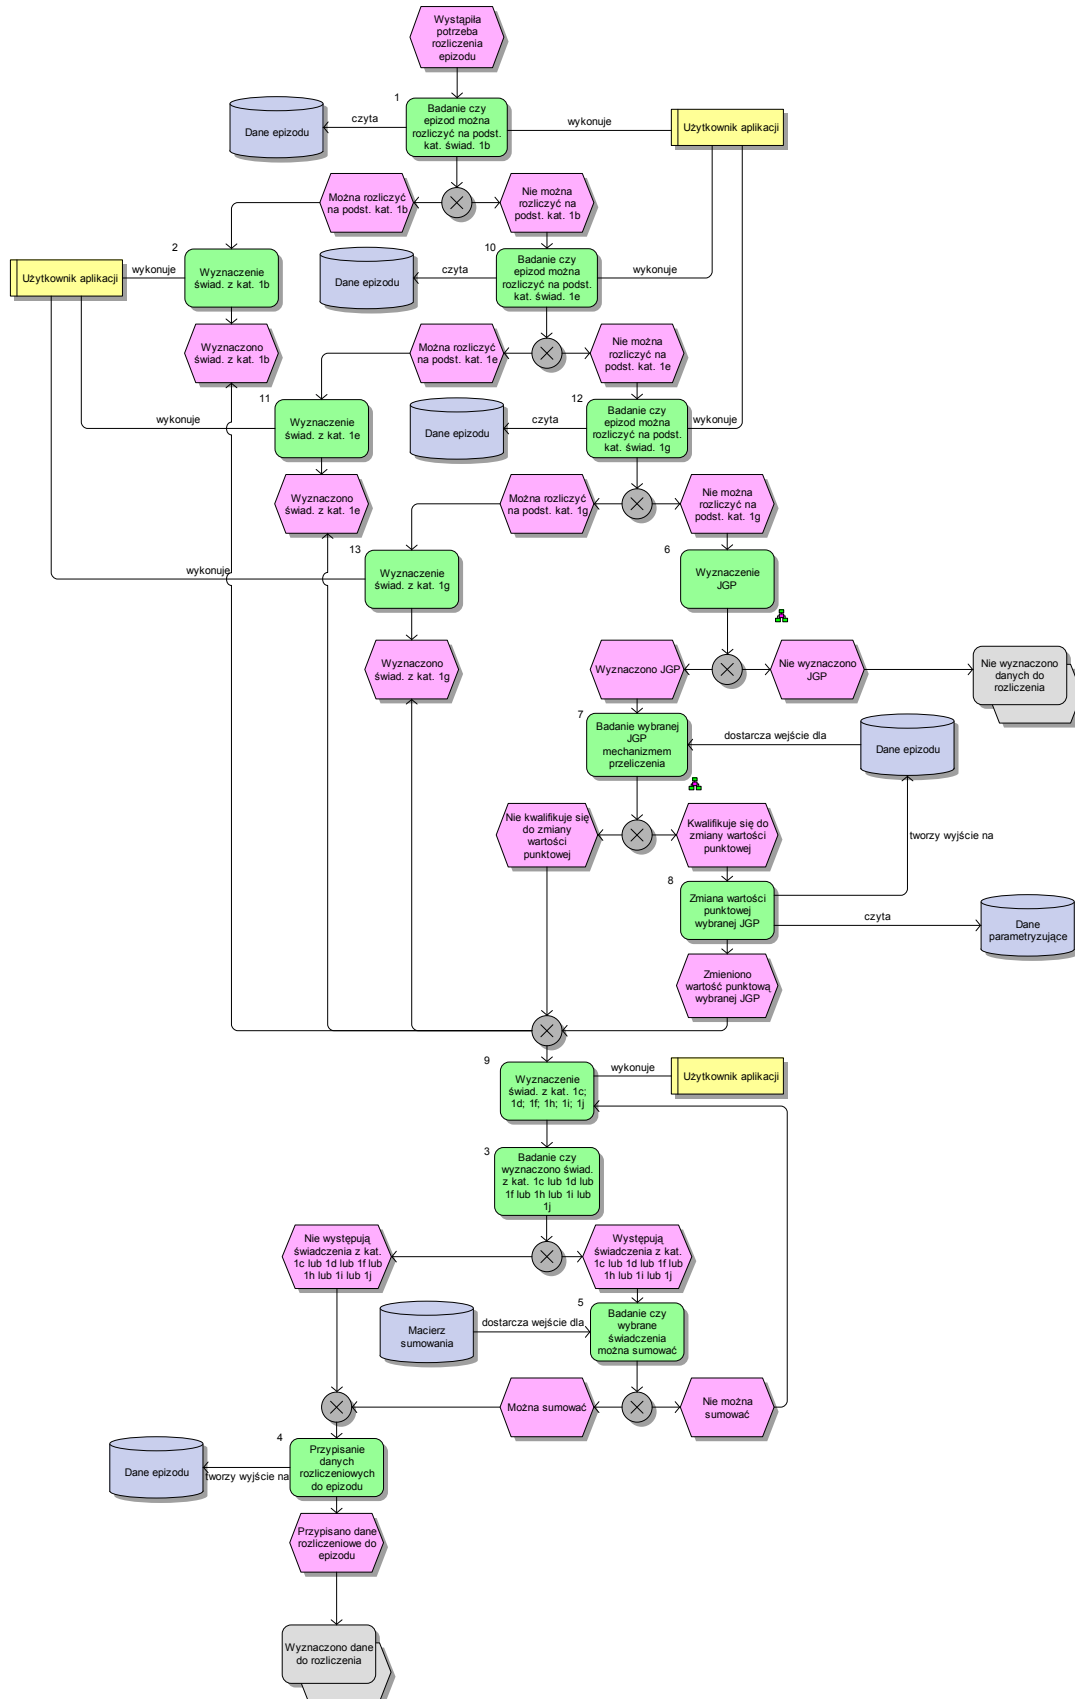 Wystąpiła
potrzeba
rozliczenia
epizodu
1
Badanie czy
epizod można
rozliczyć na podst.
kat. świad. 1b
czyta
Dane epizodu
wykonuje
Użytkownik aplikacji
Można rozliczyć
na podst. kat. 1b
Nie można
rozliczyć na
podst. kat. 1b
2
Wyznaczenie
świad. z kat. 1b
wykonuje
Użytkownik aplikacji
10
Badanie czy
epizod można
rozliczyć na podst.
kat. świad. 1e
czyta
Dane epizodu
wykonuje
Wyznaczono
świad. z kat. 1b
Można rozliczyć
na podst. kat. 1e
Nie można
rozliczyć na
podst. kat. 1e
11
Wyznaczenie
świad. z kat. 1e
wykonuje
12
Badanie czy
epizod można
rozliczyć na podst.
kat. świad. 1g
czyta
Dane epizodu
wykonuje
Wyznaczono
świad. z kat. 1e
Można rozliczyć
na podst. kat. 1g
Nie można
rozliczyć na
podst. kat. 1g
13
Wyznaczenie
świad. z kat. 1g
wykonuje
6
Wyznaczenie
JGP
Wyznaczono
świad. z kat. 1g
Wyznaczono JGP
Nie wyznaczono
JGP
Nie wyznaczono
danych do
rozliczenia
7
Badanie wybranej
JGP
mechanizmem
przeliczenia
dostarcza wejście dla
Dane epizodu
Nie kwalifikuje się
do zmiany
wartości
punktowej
Kwalifikuje się do
zmiany wartości
punktowej
tworzy wyjście na
8
Zmiana wartości
punktowej
wybranej JGP
czyta
Dane
parametryzujące
Zmieniono
wartość punktową
wybranej JGP
9
Wyznaczenie
świad. z kat. 1c;
1d; 1f; 1h; 1i; 1j
wykonuje
Użytkownik aplikacji
3
Badanie czy
wyznaczono świad.
z kat. 1c lub 1d lub
1f lub 1h lub 1i lub
1j
Nie występują
świadczenia z kat.
1c lub 1d lub 1f lub
1h lub 1i lub 1j
Występują
świadczenia z kat.
1c lub 1d lub 1f lub
1h lub 1i lub 1j
5
Badanie czy
wybrane
świadczenia
można sumować
dostarcza wejście dla
Macierz
sumowania
Można sumować
Nie można
sumować
4
Przypisanie
danych
rozliczeniowych
do epizodu
tworzy wyjście na
Dane epizodu
Przypisano dane
rozliczeniowe do
epizodu
Wyznaczono dane
do rozliczenia